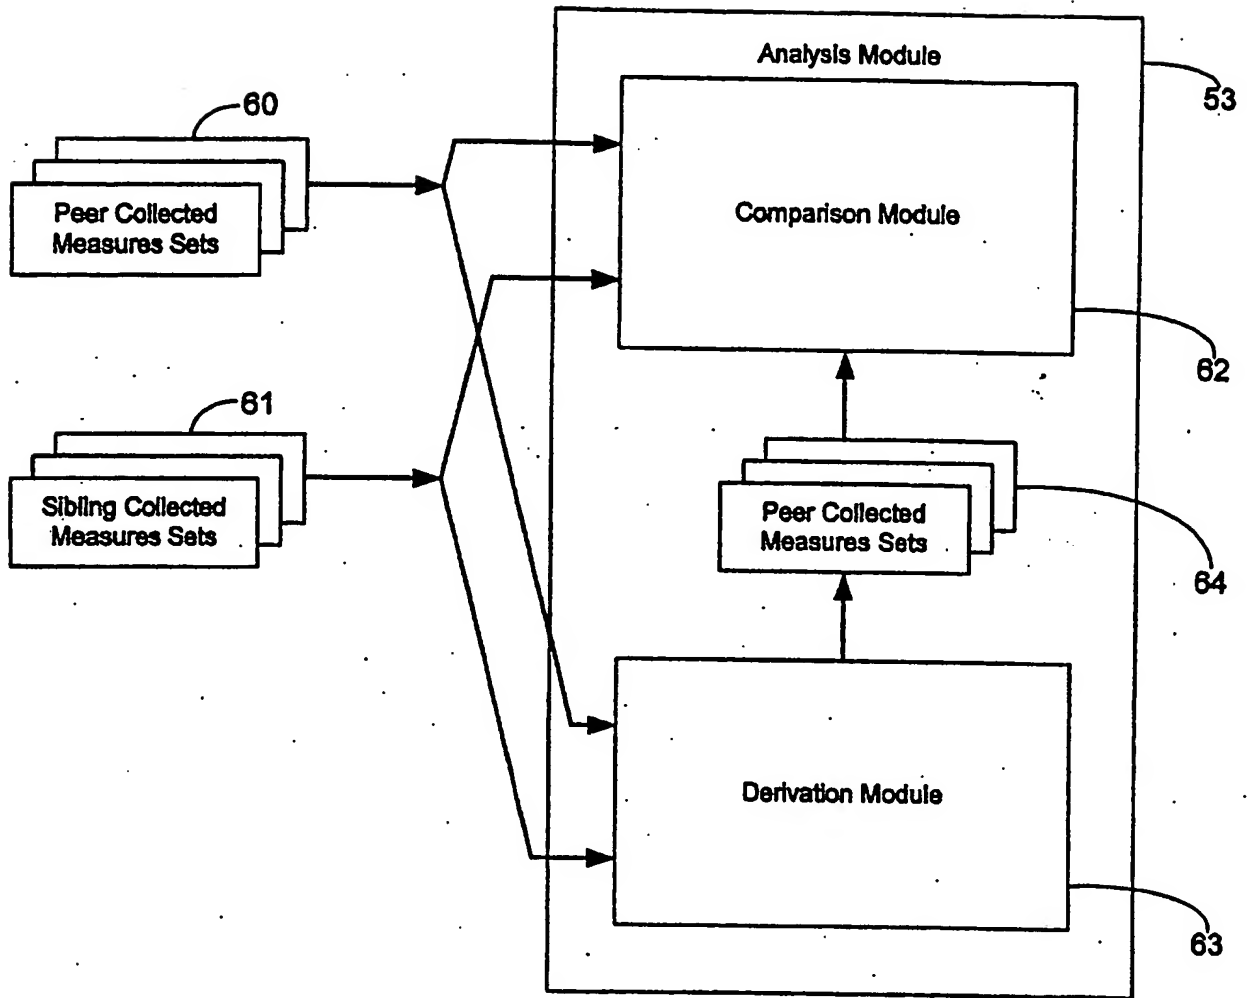 Analysis Module
53
60
Peer Collected
Measures Sets
Comparison Module
62
61
Sibling Collected
Measures Sets
Peer Collected
Measures Sets
64
Derivation Module
63